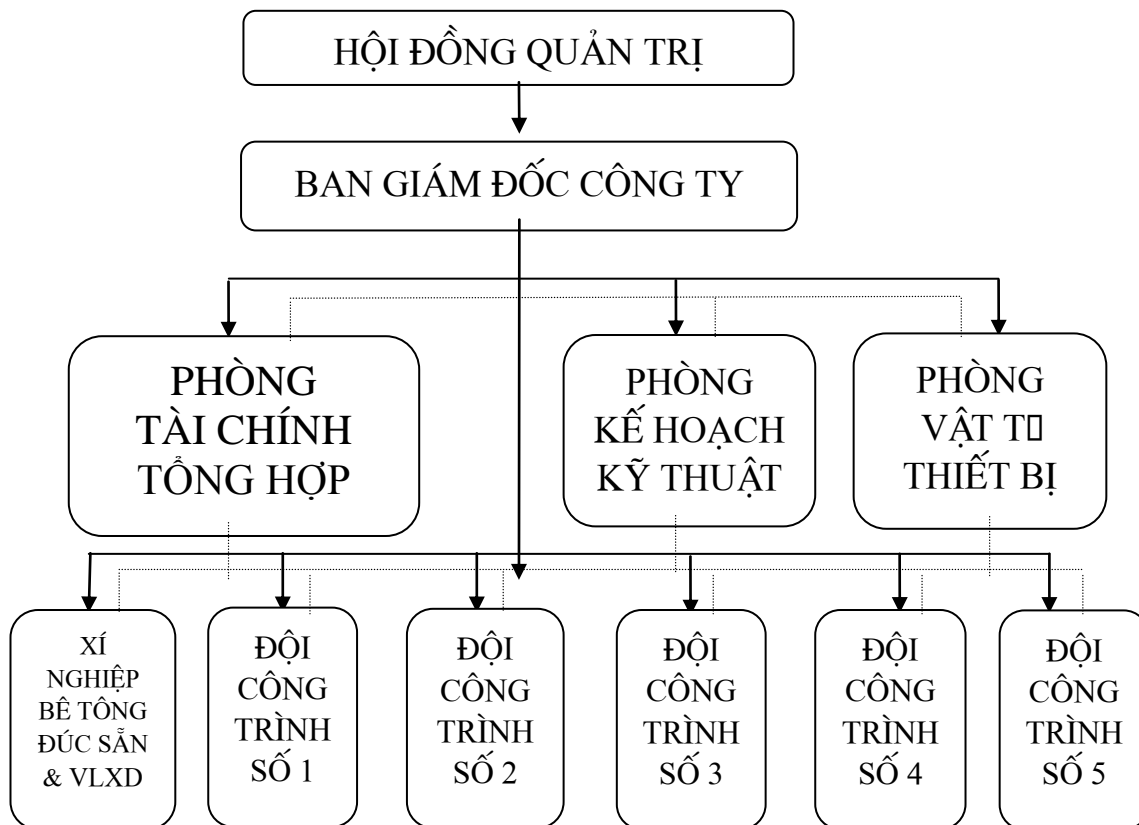 HỘI ĐỒNG QUẢN TRỊ
BAN GIÁM ĐỐC CÔNG TY
PHÒNG
TÀI CHÍNH
TỔNG HỢP
PHÒNG
KẾ HOẠCH
KỸ THUẬT
PHÒNG
VẬT T▯
THIẾT BỊ
XÍ
NGHIỆP
BÊ TÔNG
ĐÚC SẴN
& VLXD
ĐỘI
CÔNG
TRÌNH
SỐ 1
ĐỘI
CÔNG
TRÌNH
SỐ 2
ĐỘI
CÔNG
TRÌNH
SỐ 3
ĐỘI
CÔNG
TRÌNH
SỐ 4
ĐỘI
CÔNG
TRÌNH
SỐ 5